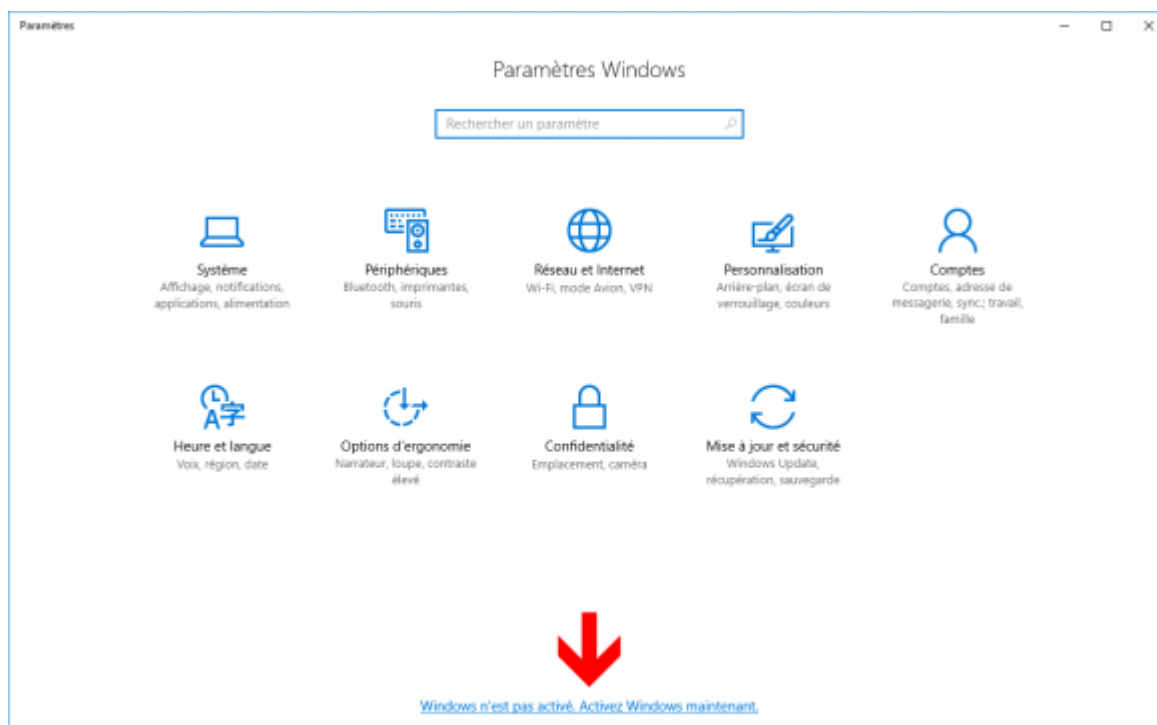 Paramètres
Paramètres Windows
Rechercher un paramètre
Système
Affichage, notifications,
applications, alimentation
Périphériques
Bluetooth, imprimantes,
souris
Réseau et Internet
Wi-Fi, mode Avion, VPN
Personnalisation
Arrière-plan, écran de
verrouillage, couleurs
Comptes
Comptes, adresse de
messagerie, sync.; travail,
famille
Heure et langue
Voix, région, date
Options d'ergonomie
Narrateur, loupe, contraste
élevé
Confidentialité
Emplacement, caméra
Mise à jour et sécurité
Windows Update,
récupération, sauvegarde
Windows n'est pas activé. Activez Windows maintenant.